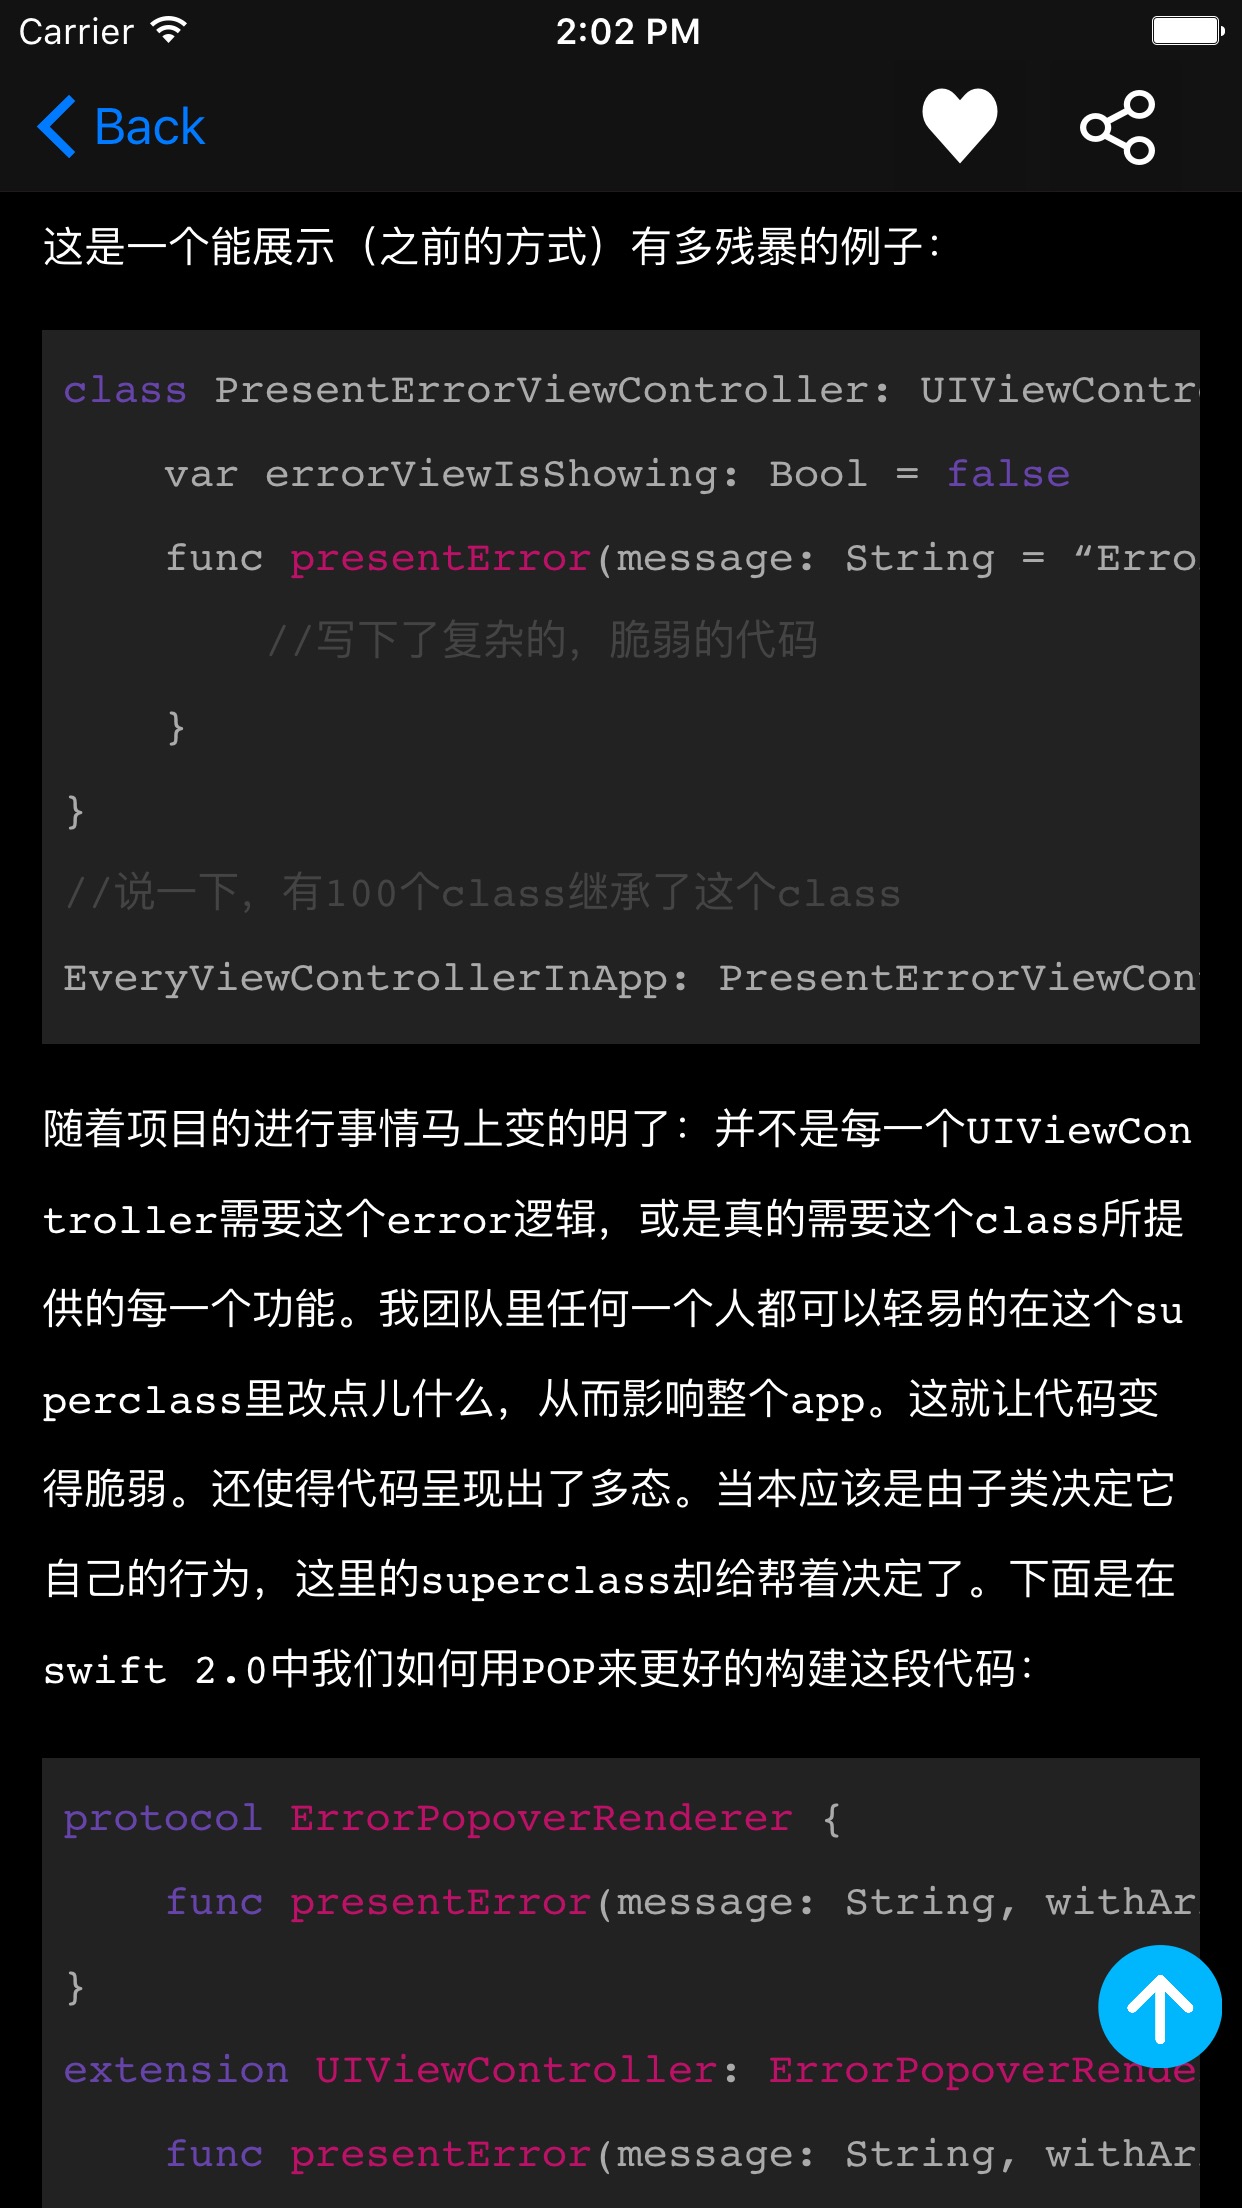 Carrier
2:02 PM
Back
这是一个能展示（之前的方式）有多残暴的例子：
class PresentErrorViewController: UIViewContr
var errorViewIsShowing: Bool = false
func presentError(message: String = “Erro
//写下了复杂的，脆弱的代码
}
}
//说一下，有100个class继承了这个class
EveryViewControllerInApp: PresentErrorViewCon
随着项目的进行事情马上变的明了：并不是每一个UIViewCon
troller需要这个error逻辑，或是真的需要这个class所提
供的每一个功能。我团队里任何一个人都可以轻易的在这个su
perclass里改点儿什么，从而影响整个app。这就让代码变
得脆弱。还使得代码呈现出了多态。当本应该是由子类决定它
自己的行为，这里的superclass却给帮着决定了。下面是在
swift 2.0中我们如何用POP来更好的构建这段代码：
protocol ErrorPopoverRenderer {
func presentError(message: String, withAr
}
extension UIViewController: ErrorPopoverRende
func presentError(message: String, withAr